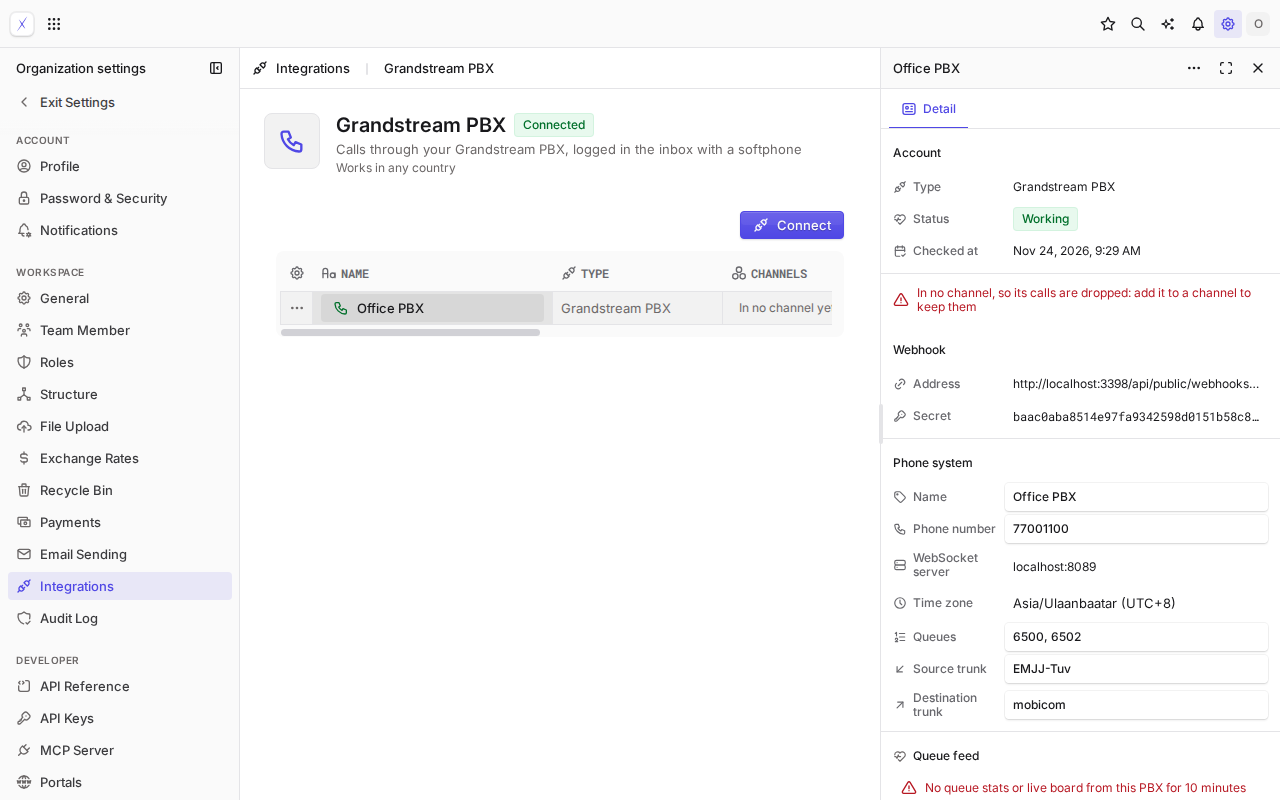 O
Organization settings
Exit Settings
ACCOUNT
Profile
Password & Security
Notifications
WORKSPACE
General
Team Member
Roles
Structure
File Upload
Exchange Rates
Recycle Bin
Payments
Email Sending
Integrations
Audit Log
DEVELOPER
API Reference
API Keys
MCP Server
Portals
Integrations | Grandstream PBX
Grandstream PBX Connected
Calls through your Grandstream PBX, logged in the inbox with a softphone
Works in any country
Connect
Aa NAME TYPE CHANNELS
Office PBX Grandstream PBX In no channel ye
Office PBX
Detail
Account
Type Grandstream PBX
Status Working
Checked at Nov 24, 2026, 9:29 AM
In no channel, so its calls are dropped: add it to a channel to
keep them
Webhook
Address http://localhost:3398/api/public/webhooks...
Secret baac0aba8514e97fa9342598d0151b58c8...
Phone system
Name Office PBX
Phone number 77001100
WebSocket
server localhost:8089
Time zone Asia/Ulaanbaatar (UTC+8)
Queues 6500, 6502
Source trunk EMJJ-Tuv
Destination
trunk mobicom
Queue feed
No queue stats or live board from this PBX for 10 minutes